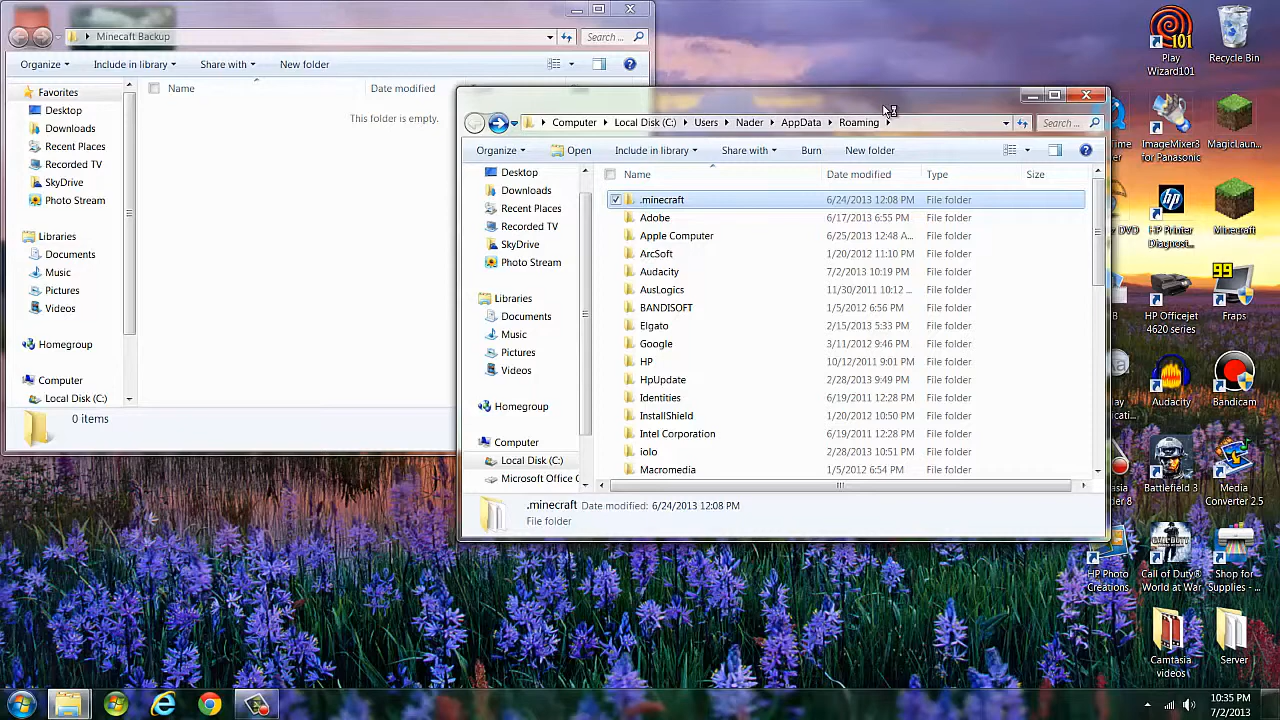 Minecaft Backup
Search ...
Organize
Include in library
Share with
New folder
Favorites
Desktop
Downloads
Recent Places
Recorded TV
SkyDrive
Photo Stream
Libraries
Documents
Music
Pictures
Videos
Homegroup
Computer
Local Disk (C:)
Name
Date modified
This folder is empty.
0 items
Computer
Local Disk (C:)
Users
Nader
AppData
Roaming
Search ...
Organize
Open
Include in library
Share with
Burn
New folder
Desktop
Downloads
Recent Places
Recorded TV
SkyDrive
Photo Stream
Libraries
Documents
Music
Pictures
Videos
Homegroup
Computer
Local Disk (C:)
Microsoft Office C
Name Date modified Type Size
.minecraft 6/24/2013 12:08 PM File folder
Adobe 6/17/2013 6:55 PM File folder
Apple Computer 6/25/2013 12:48 A... File folder
ArcSoft 1/20/2012 11:10 PM File folder
Audacity 7/2/2013 10:19 PM File folder
AusLogics 11/30/2011 10:12 ... File folder
BANDISOFT 1/5/2012 6:56 PM File folder
Elgato 2/15/2013 5:33 PM File folder
Google 3/11/2012 9:46 PM File folder
HP 10/12/2011 9:01 PM File folder
HpUpdate 2/28/2013 9:49 PM File folder
Identities 6/19/2011 12:28 PM File folder
InstallShield 1/20/2012 10:50 PM File folder
Intel Corporation 6/19/2011 12:28 PM File folder
iolo 2/28/2013 10:51 PM File folder
Macromedia 1/5/2012 6:54 PM File folder
.minecraft Date modified: 6/24/2013 12:08 PM
File folder
101
Play
Wizard101
Recycle Bin
ImageMixer3
for Panasonic
MagicLaun...
HP Printer
Diagnost...
Minecraft
HP Officejet
4620 series
99
Fraps
Audacity
Bandicam
Battlefield 3
Media
Converter 2.5
HP Photo
Creations
Call of Duty®
World at War
Shop for
Supplies - ...
Camtasia
videos
Server
10:35 PM
7/2/2013